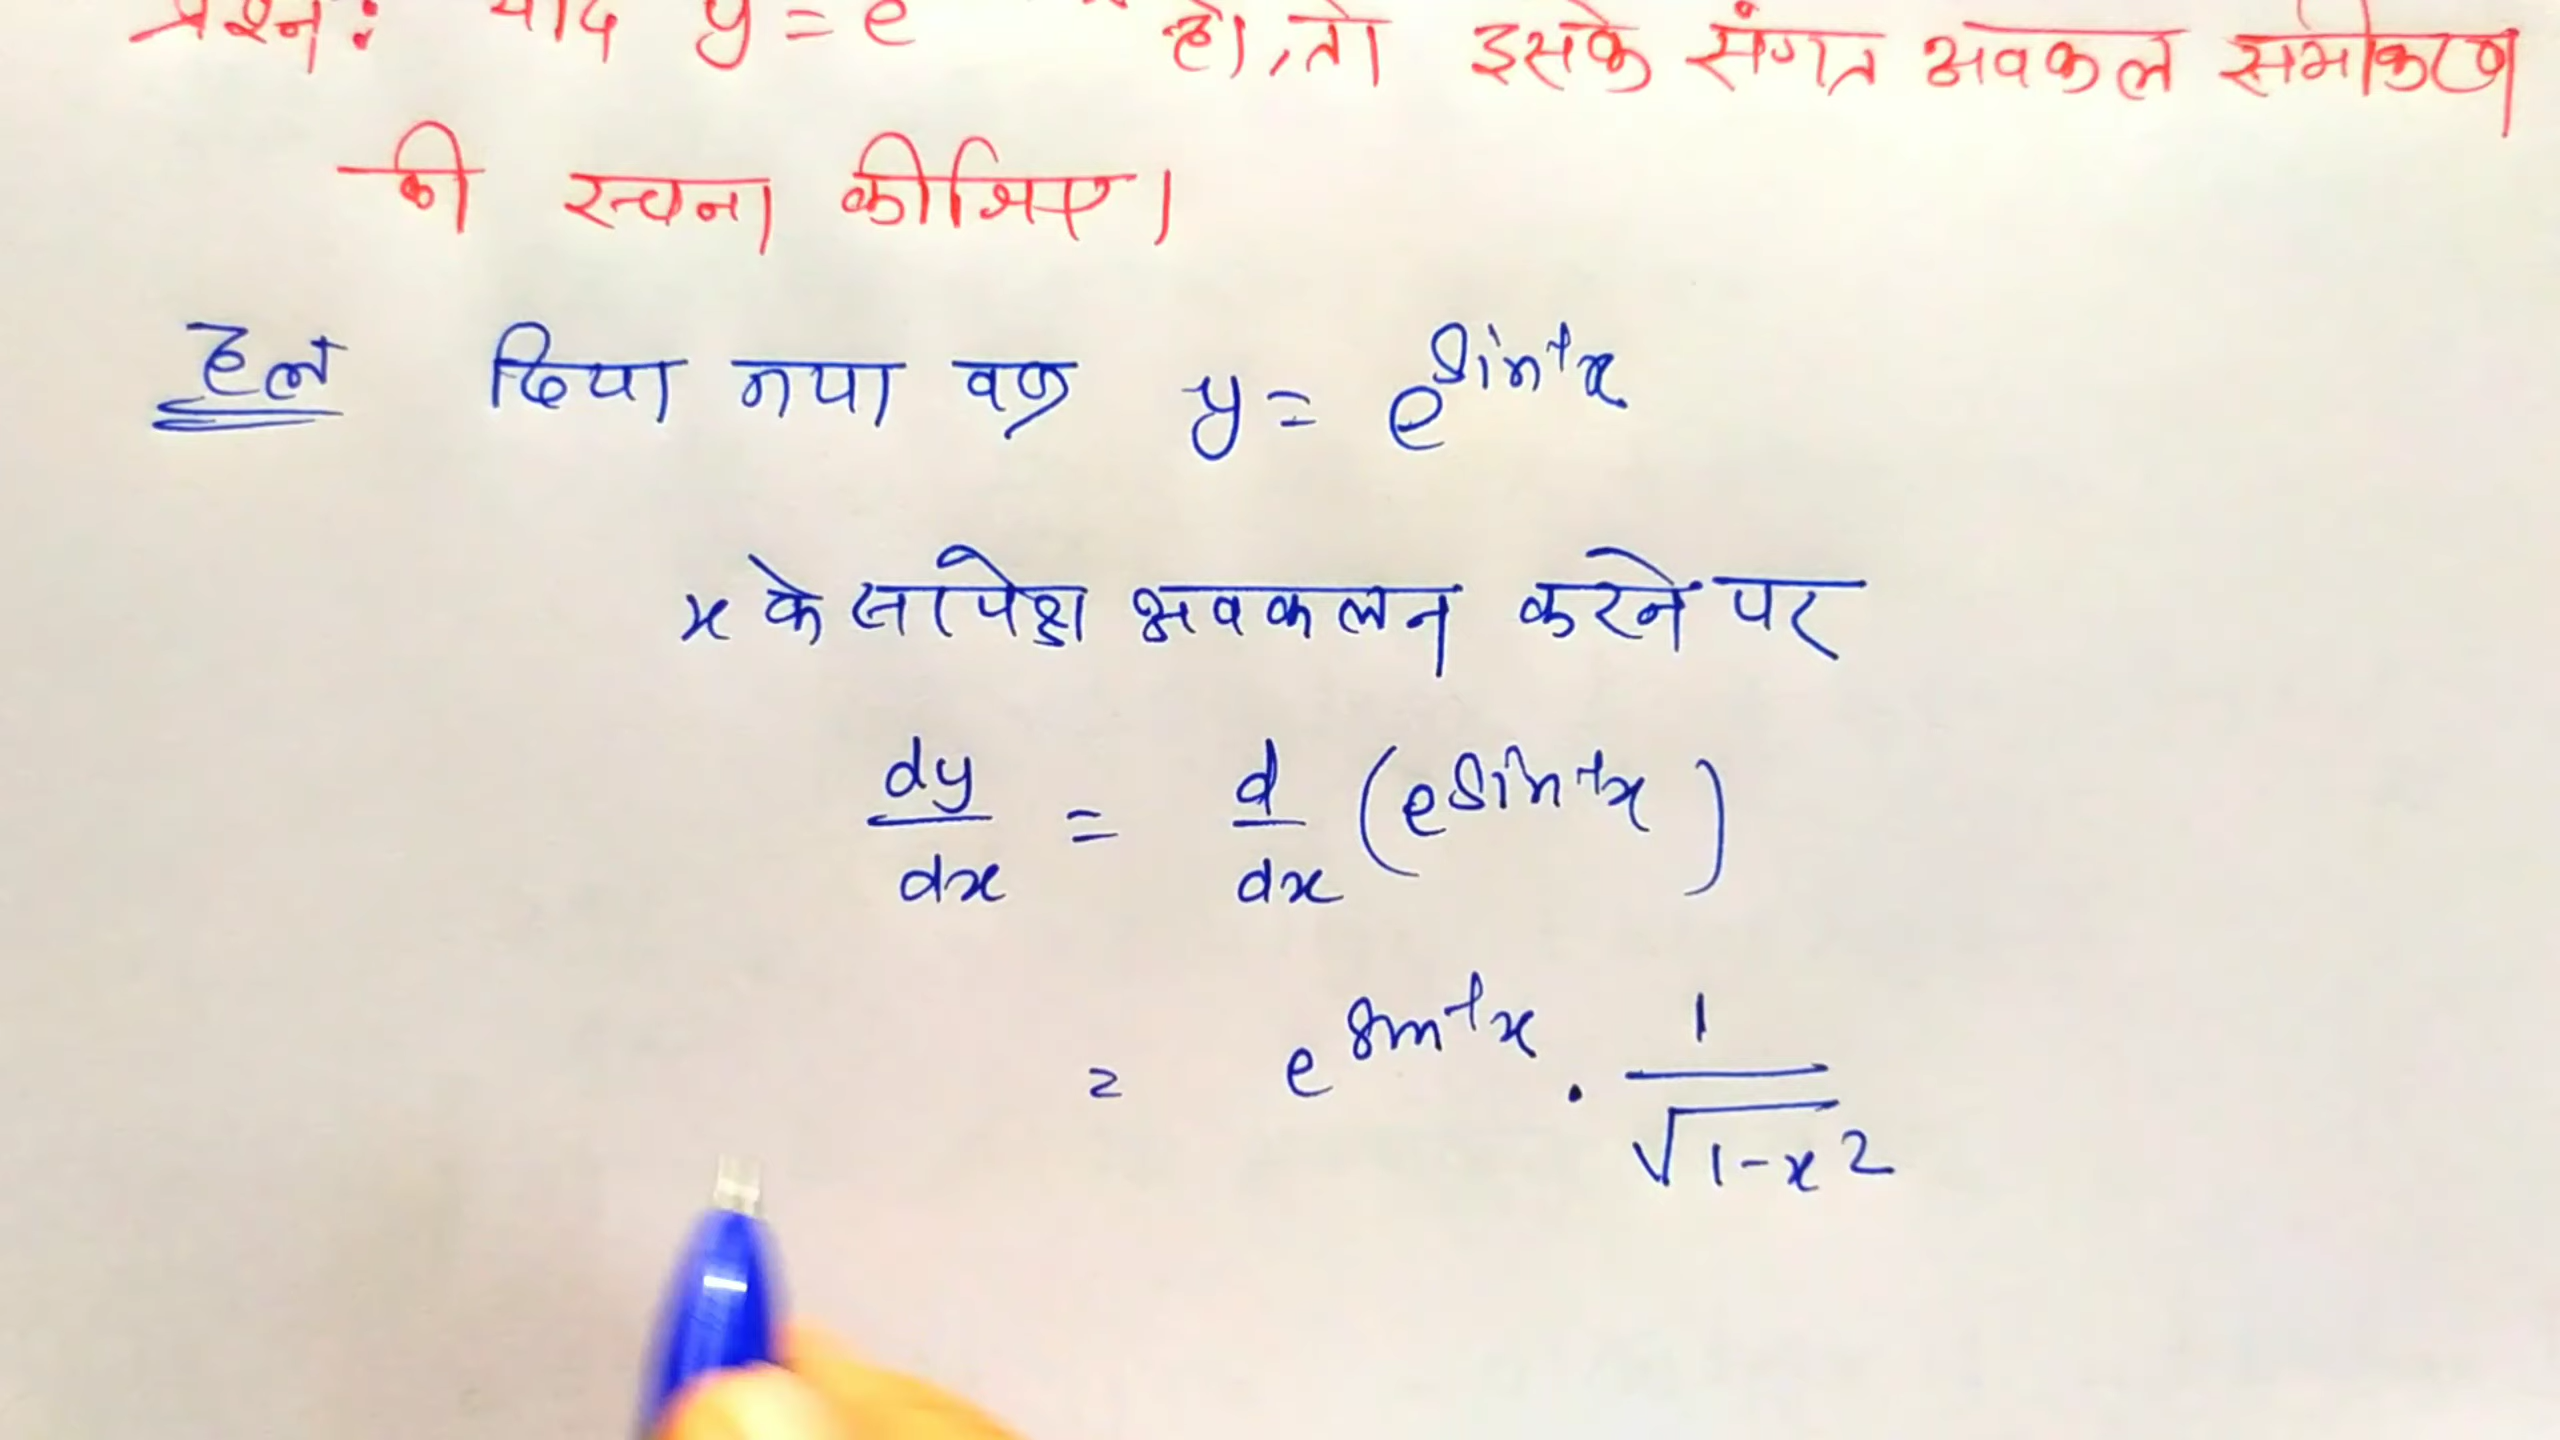 प्रश्न: यदि y = e हो, तो इसके संगत अवकल समीकरण
की रचना कीजिए।
हल दिया गया वक्र y = e^{sin⁻¹x}
x के सापेक्ष अवकलन करने पर
dy/dx = d/dx (e^{sin⁻¹x})
= e^{sin⁻¹x} . 1/√(1-x²)